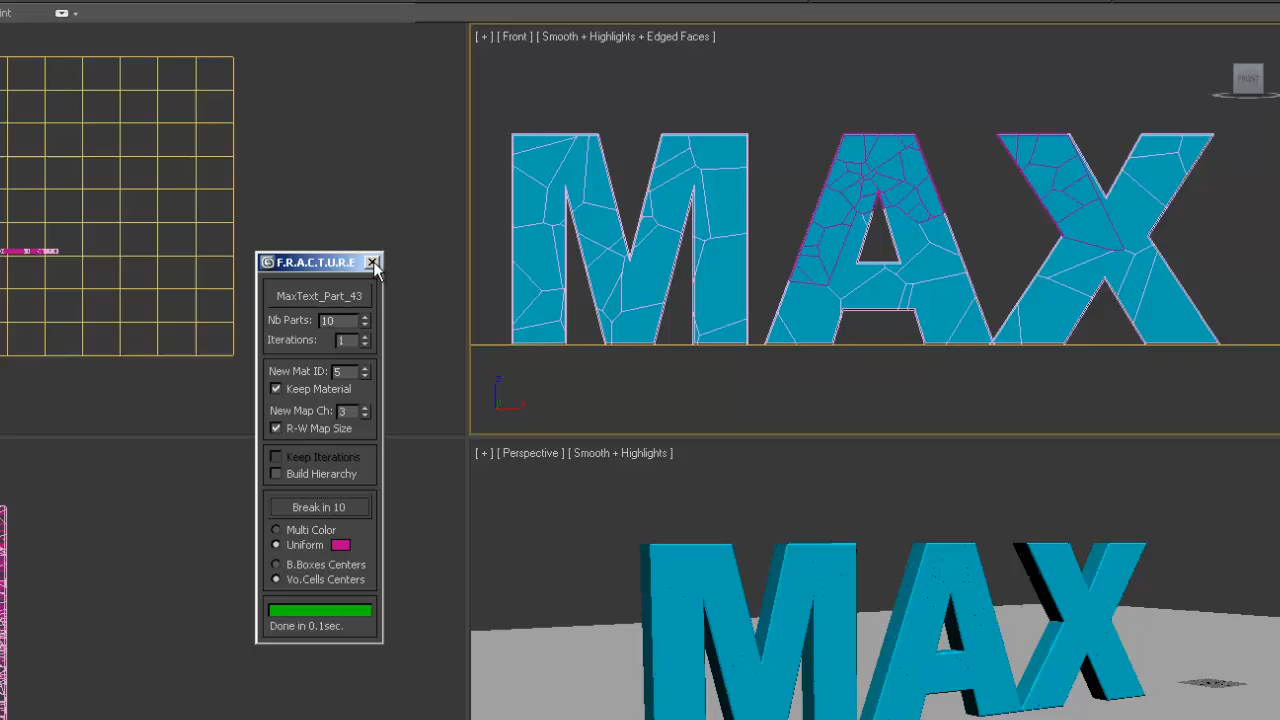 int
[ + ] [ Front ] [ Smooth + Highlights + Edged Faces ]
FRONT
MAX
F.R.A.C.T.U.R.E
MaxText_Part_43
Nb Parts: 10
Iterations: 1
New Mat ID: 5
Keep Material
New Map Ch: 3
R-W Map Size
Keep Iterations
Build Hierarchy
Break in 10
Multi Color
Uniform
B.Boxes Centers
Vo.Cells Centers
Done in 0.1sec.
[ + ] [ Perspective ] [ Smooth + Highlights ]
MAX